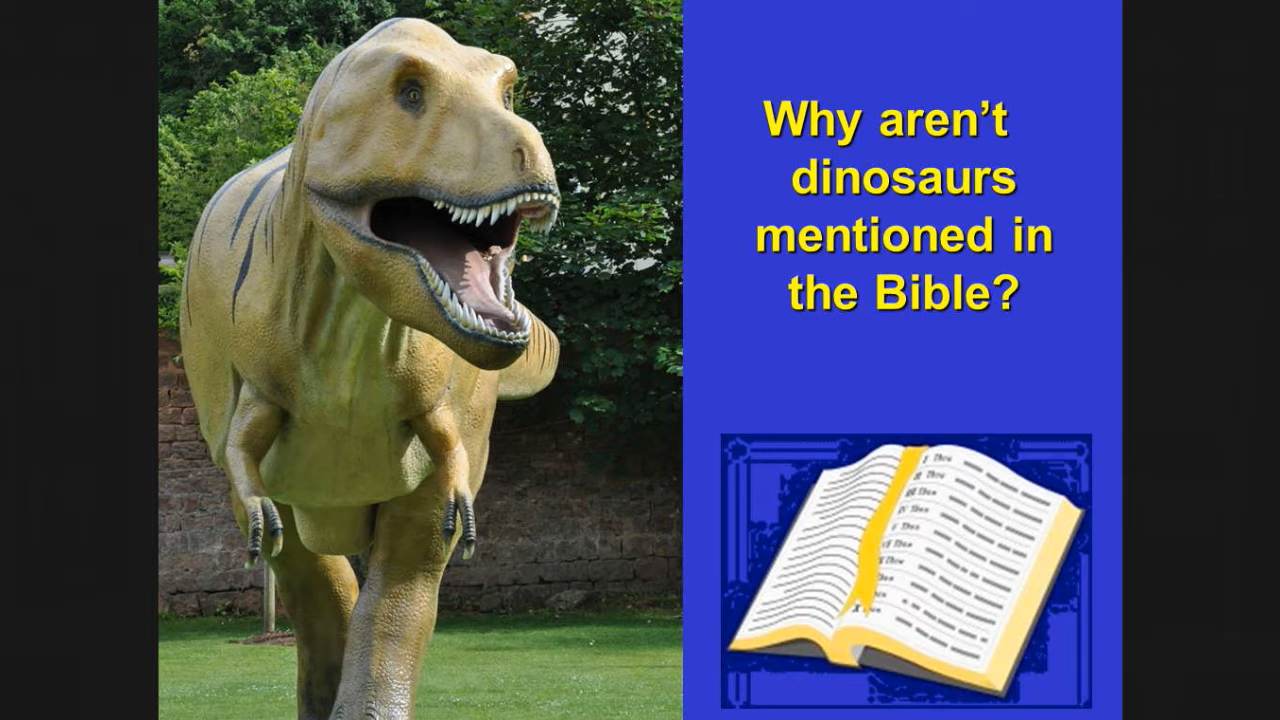 Why aren’t
dinosaurs
mentioned in
the Bible?